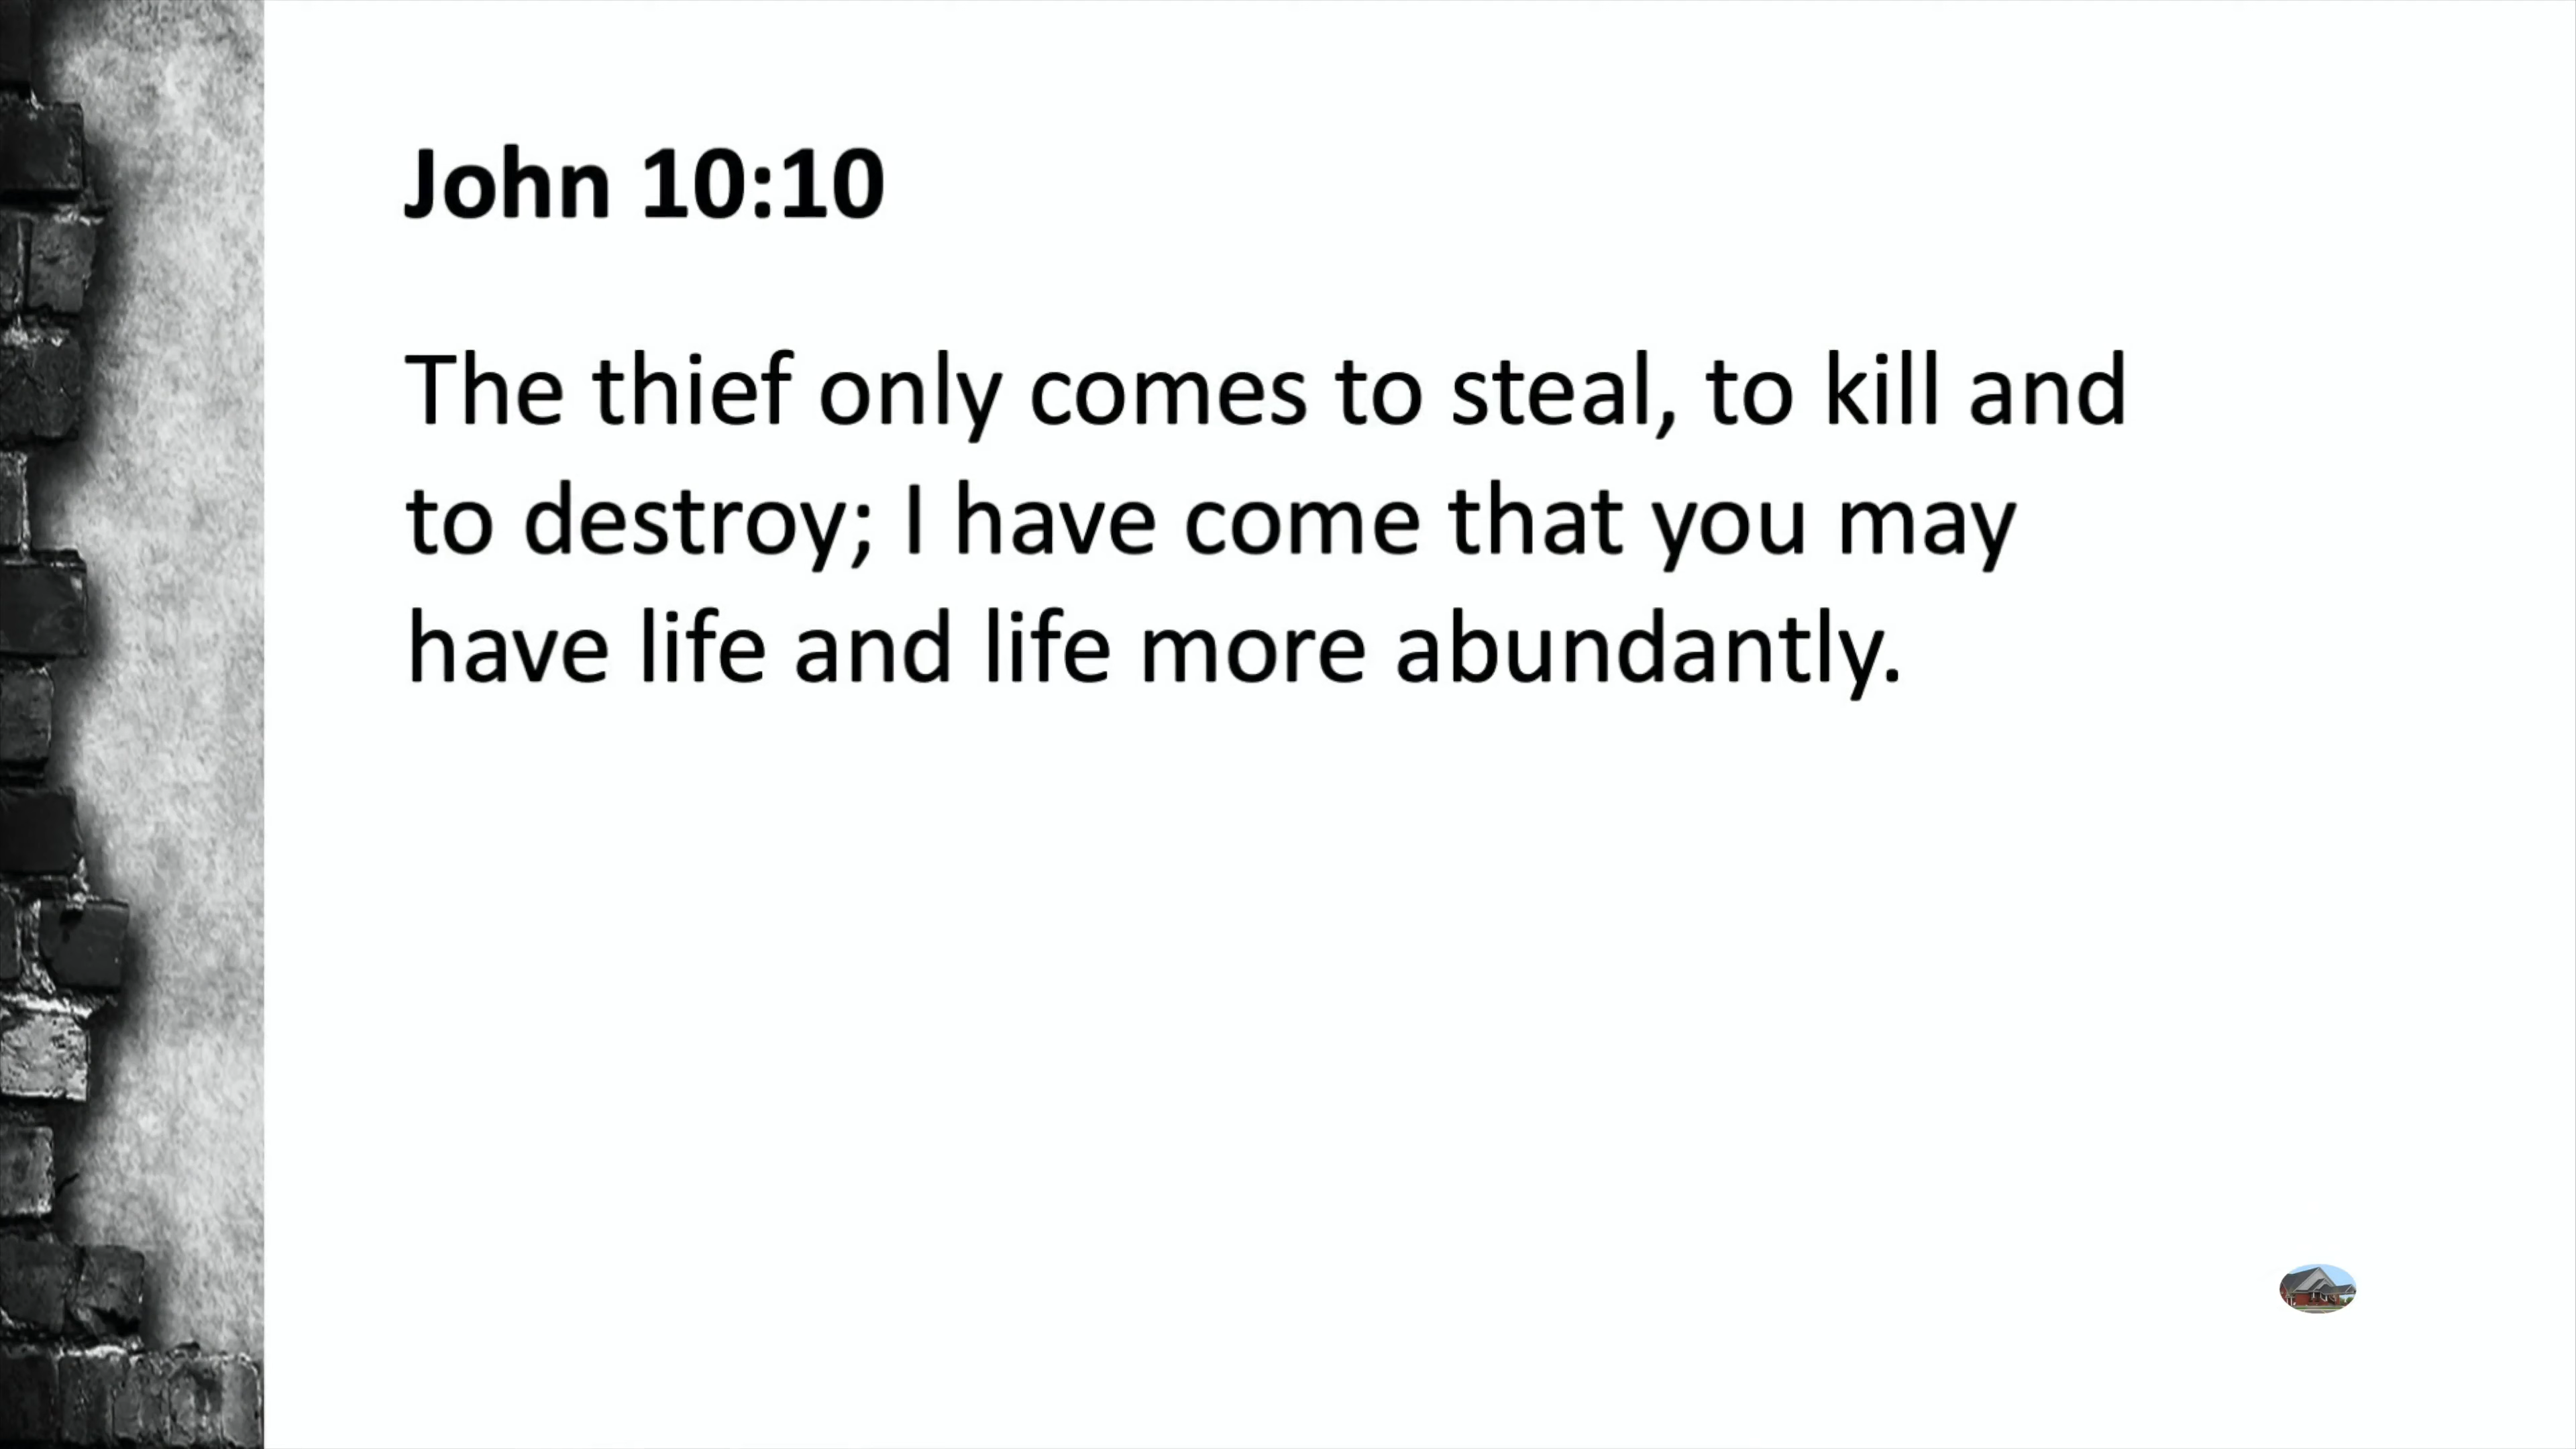 John 10:10
The thief only comes to steal, to kill and
to destroy; I have come that you may
have life and life more abundantly.